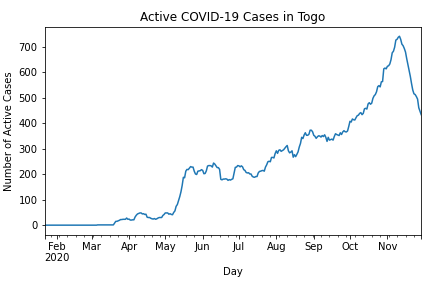 Active COVID-19 Cases in Togo
Number of Active Cases
700
600
500
400
300
200
100
0
Feb Mar Apr May Jun Jul Aug Sep Oct Nov
2020
Day